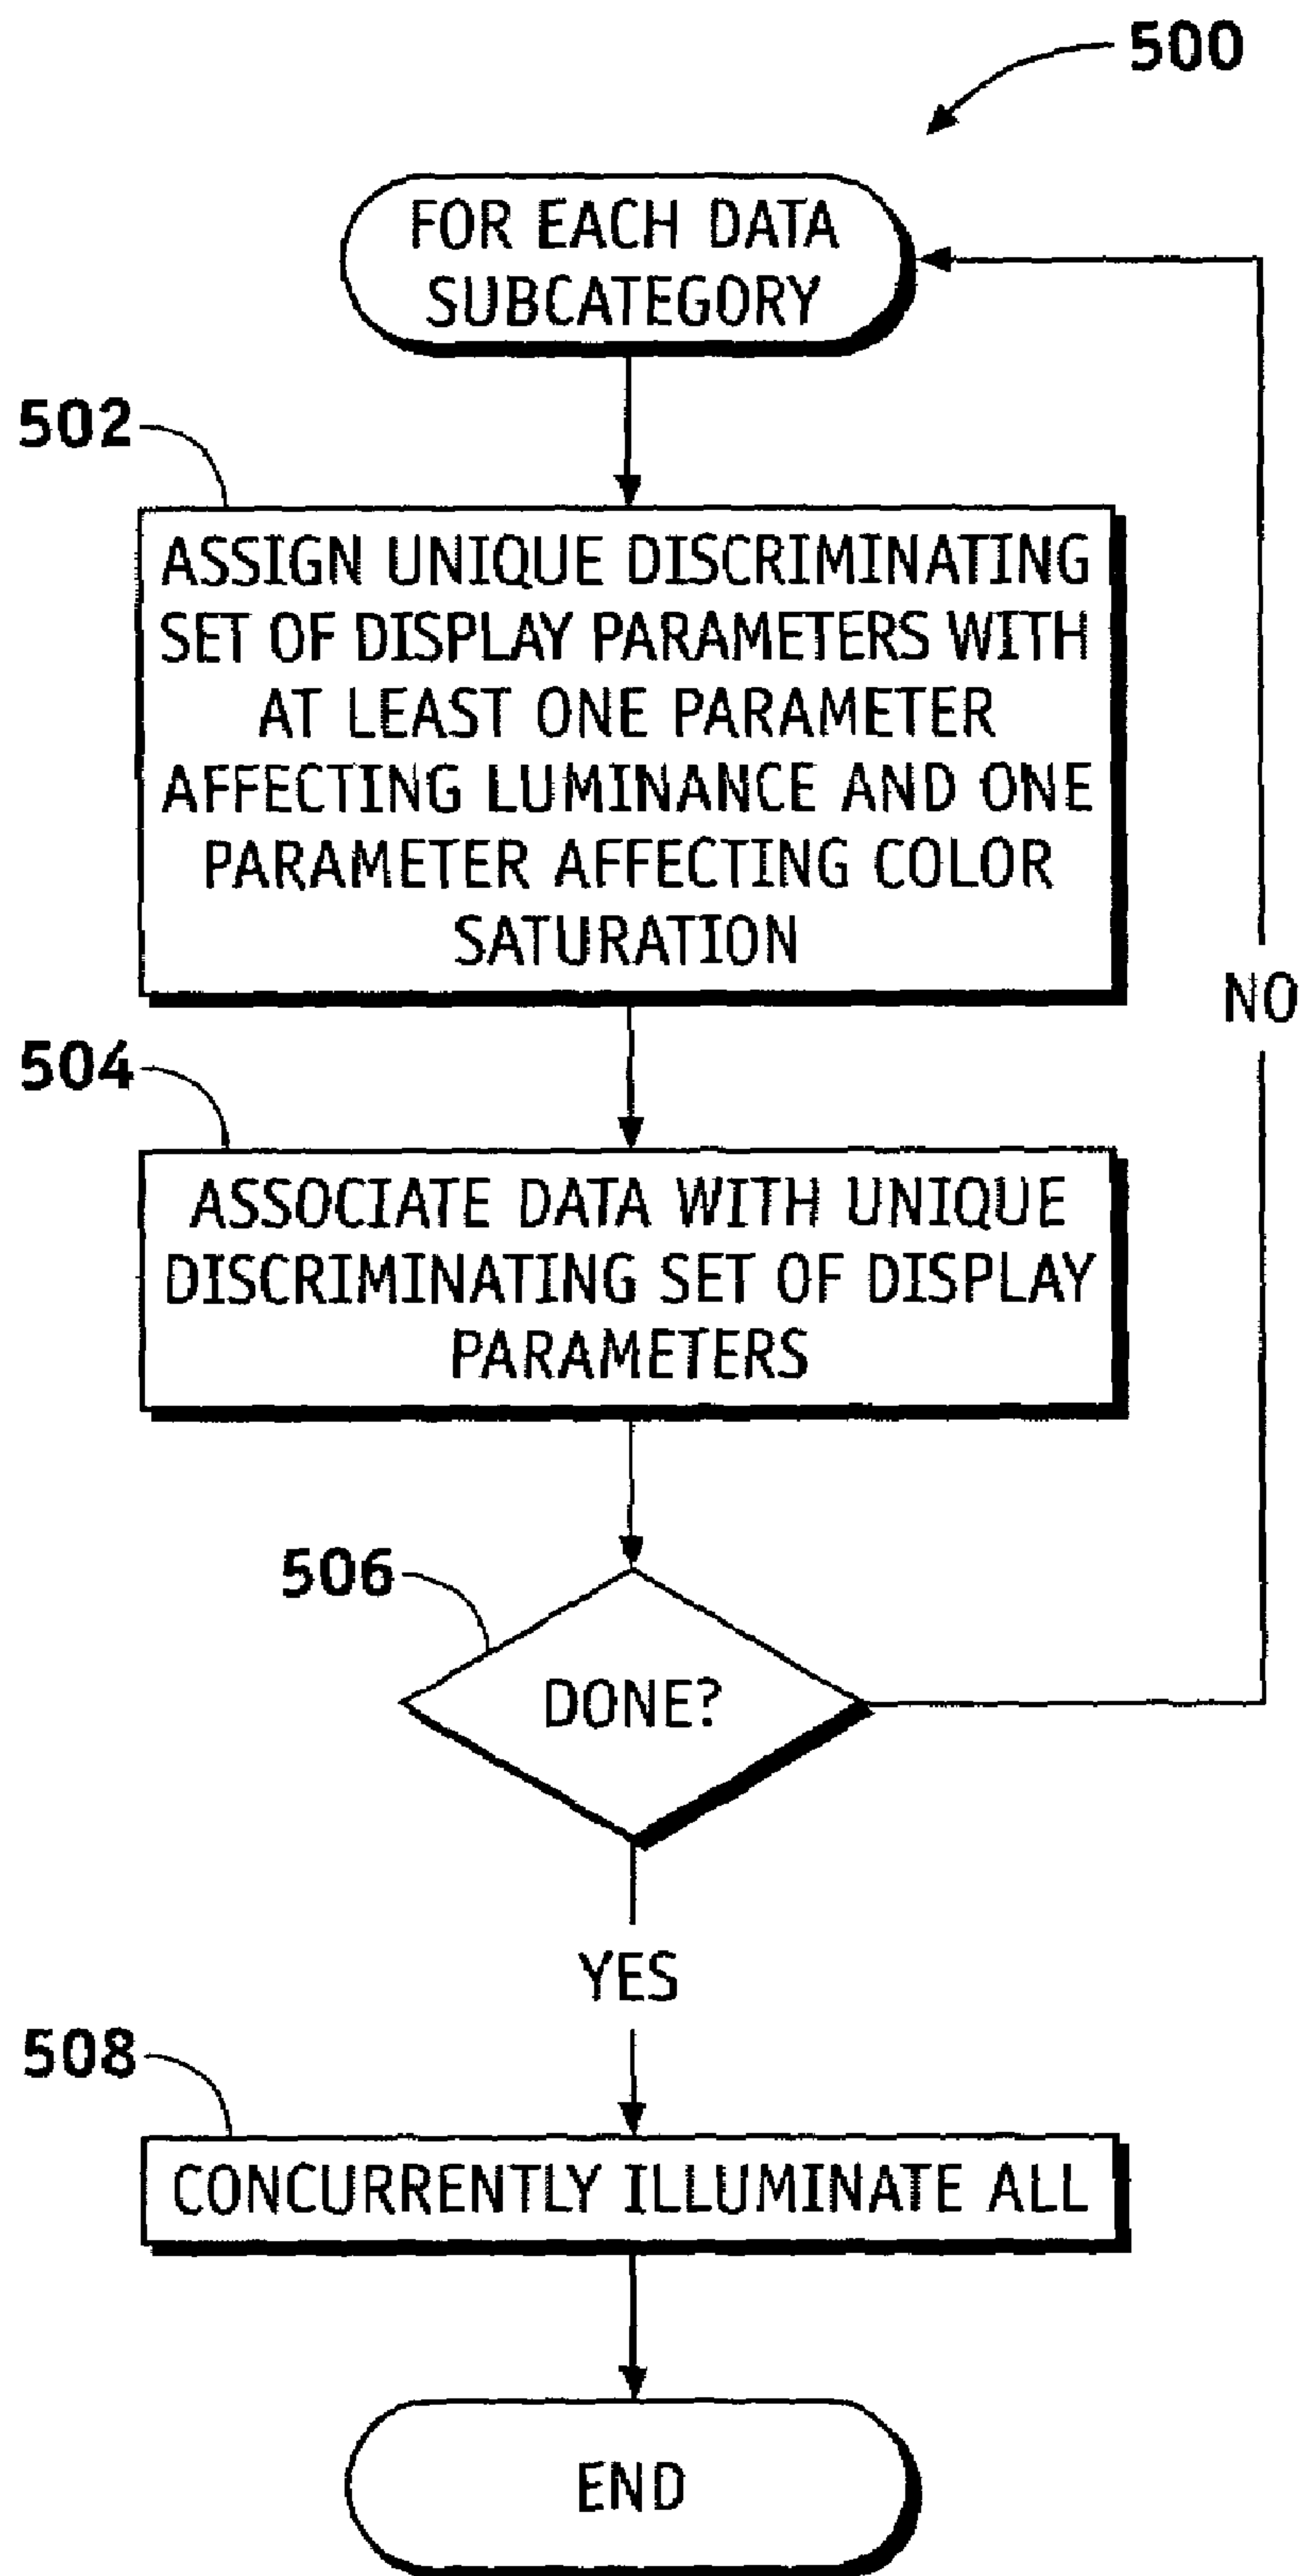 500
FOR EACH DATA
SUBCATEGORY
502
ASSIGN UNIQUE DISCRIMINATING
SET OF DISPLAY PARAMETERS WITH
AT LEAST ONE PARAMETER
AFFECTING LUMINANCE AND ONE
PARAMETER AFFECTING COLOR
SATURATION
NO
504
ASSOCIATE DATA WITH UNIQUE
DISCRIMINATING SET OF DISPLAY
PARAMETERS
506
DONE?
YES
508
CONCURRENTLY ILLUMINATE ALL
END